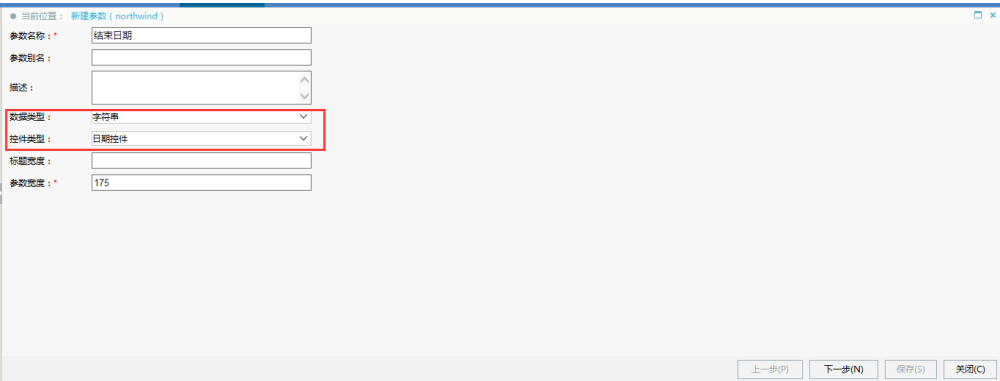 当前位置： 新建参数（northwind）
参数名称：* 结束日期
参数别名：
描述：
数据类型： 字符串
控件类型： 日期控件
标题宽度：
参数宽度：* 175
上一步(P) 下一步(N) 保存(S) 关闭(C)